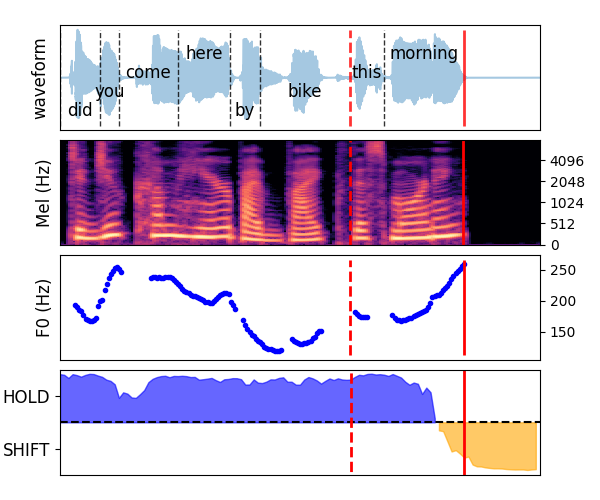 waveform
did
you
come
here
by
bike
this
morning
Mel (Hz)
4096
2048
1024
512
0
F0 (Hz)
250
200
150
HOLD
SHIFT